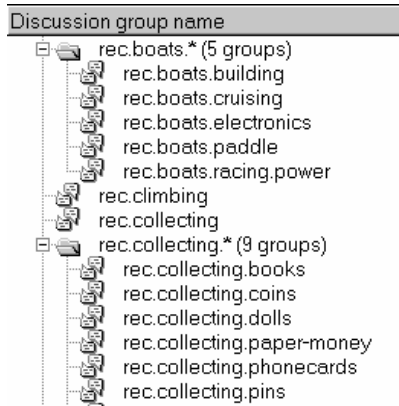 Discussion group name
rec.boats.* (5 groups)
rec.boats.building
rec.boats.cruising
rec.boats.electronics
rec.boats.paddle
rec.boats.racing.power
rec.climbing
rec.collecting
rec.collecting.* (9 groups)
rec.collecting.books
rec.collecting.coins
rec.collecting.dolls
rec.collecting.paper-money
rec.collecting.phonecards
rec.collecting.pins